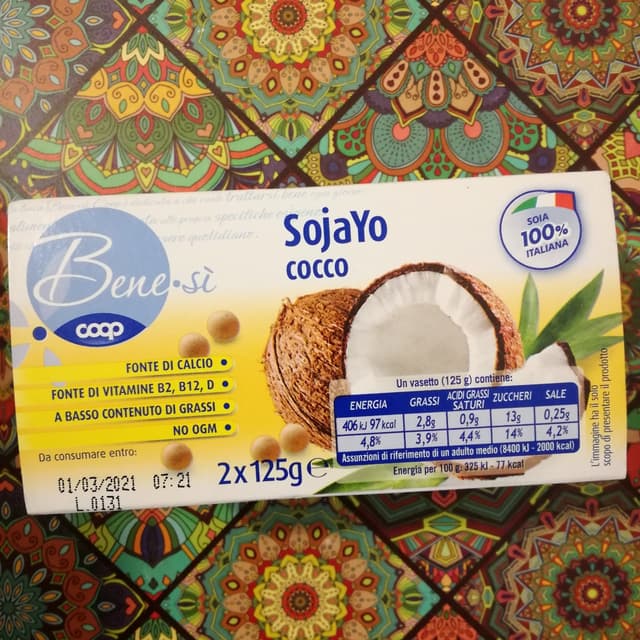 trattarsi bene
specifiche
quotidiane.
Bene.sì
coop
SojaYo
COCCO
SOIA
100%
ITALIANA
FONTE DI CALCIO •
FONTE DI VITAMINE B2, B12, D •
A BASSO CONTENUTO DI GRASSI •
NO OGM •
Da consumare entro:
01/03/2021 07:21
L.0131
2x125g℮
Un vasetto (125 g) contiene:
ENERGIA GRASSI ACIDI GRASSI SATURI ZUCCHERI SALE
406 kJ 97 kcal 2,8g 0,9g 13g 0,25g
4,8% 3,9% 4,4% 14% 4,2%
Assunzioni di riferimento di un adulto medio (8400 kJ - 2000 kcal)
Energia per 100 g: 325 kJ - 77 kcal
L'immagine ha il solo
scopo di presentare il prodotto